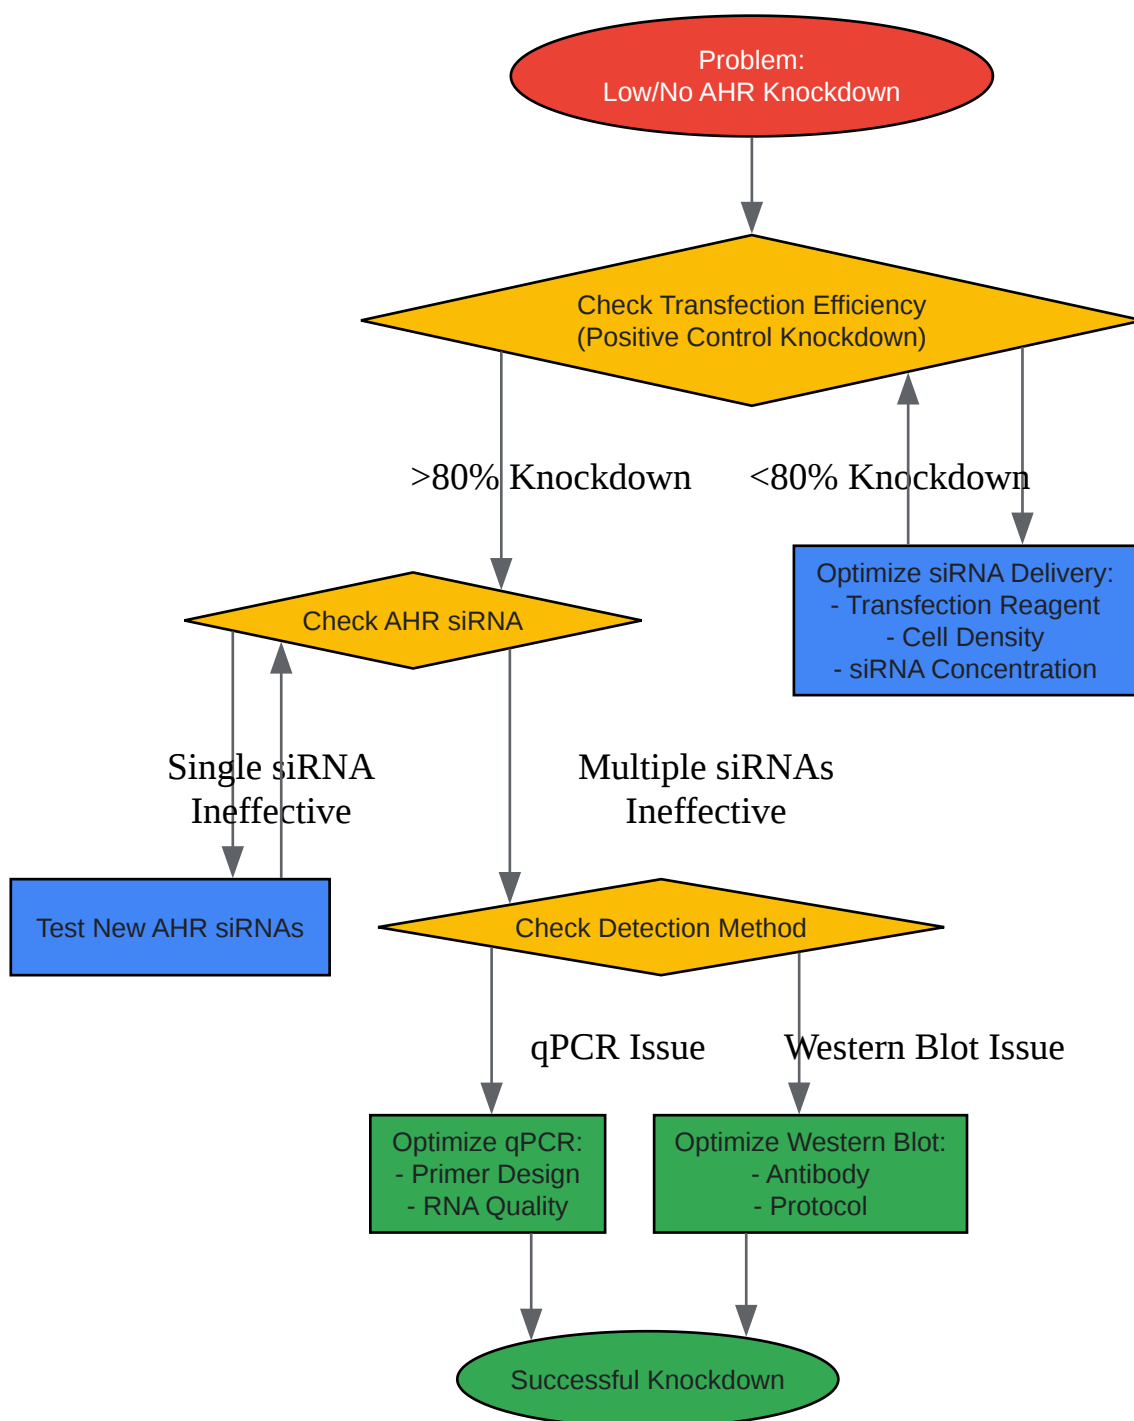 Problem:
Low/No AHR Knockdown
Check Transfection Efficiency
(Positive Control Knockdown)
>80% Knockdown
<80% Knockdown
Optimize siRNA Delivery:
- Transfection Reagent
- Cell Density
- siRNA Concentration
Check AHR siRNA
Single siRNA
Ineffective
Multiple siRNAs
Ineffective
Test New AHR siRNAs
Check Detection Method
qPCR Issue
Western Blot Issue
Optimize qPCR:
- Primer Design
- RNA Quality
Optimize Western Blot:
- Antibody
- Protocol
Successful Knockdown